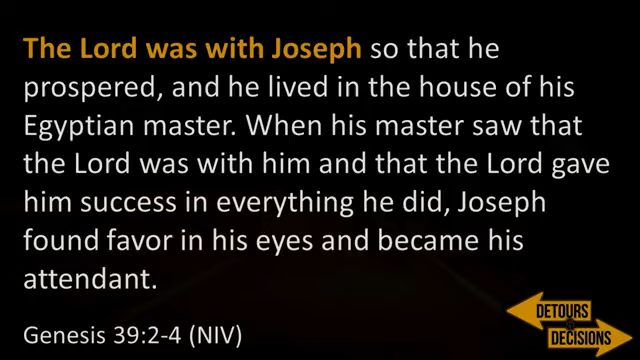 The Lord was with Joseph so that he
prospered, and he lived in the house of his
Egyptian master. When his master saw that
the Lord was with him and that the Lord gave
him success in everything he did, Joseph
found favor in his eyes and became his
attendant.
Genesis 39:2-4 (NIV)
DETOURS
DECISIONS